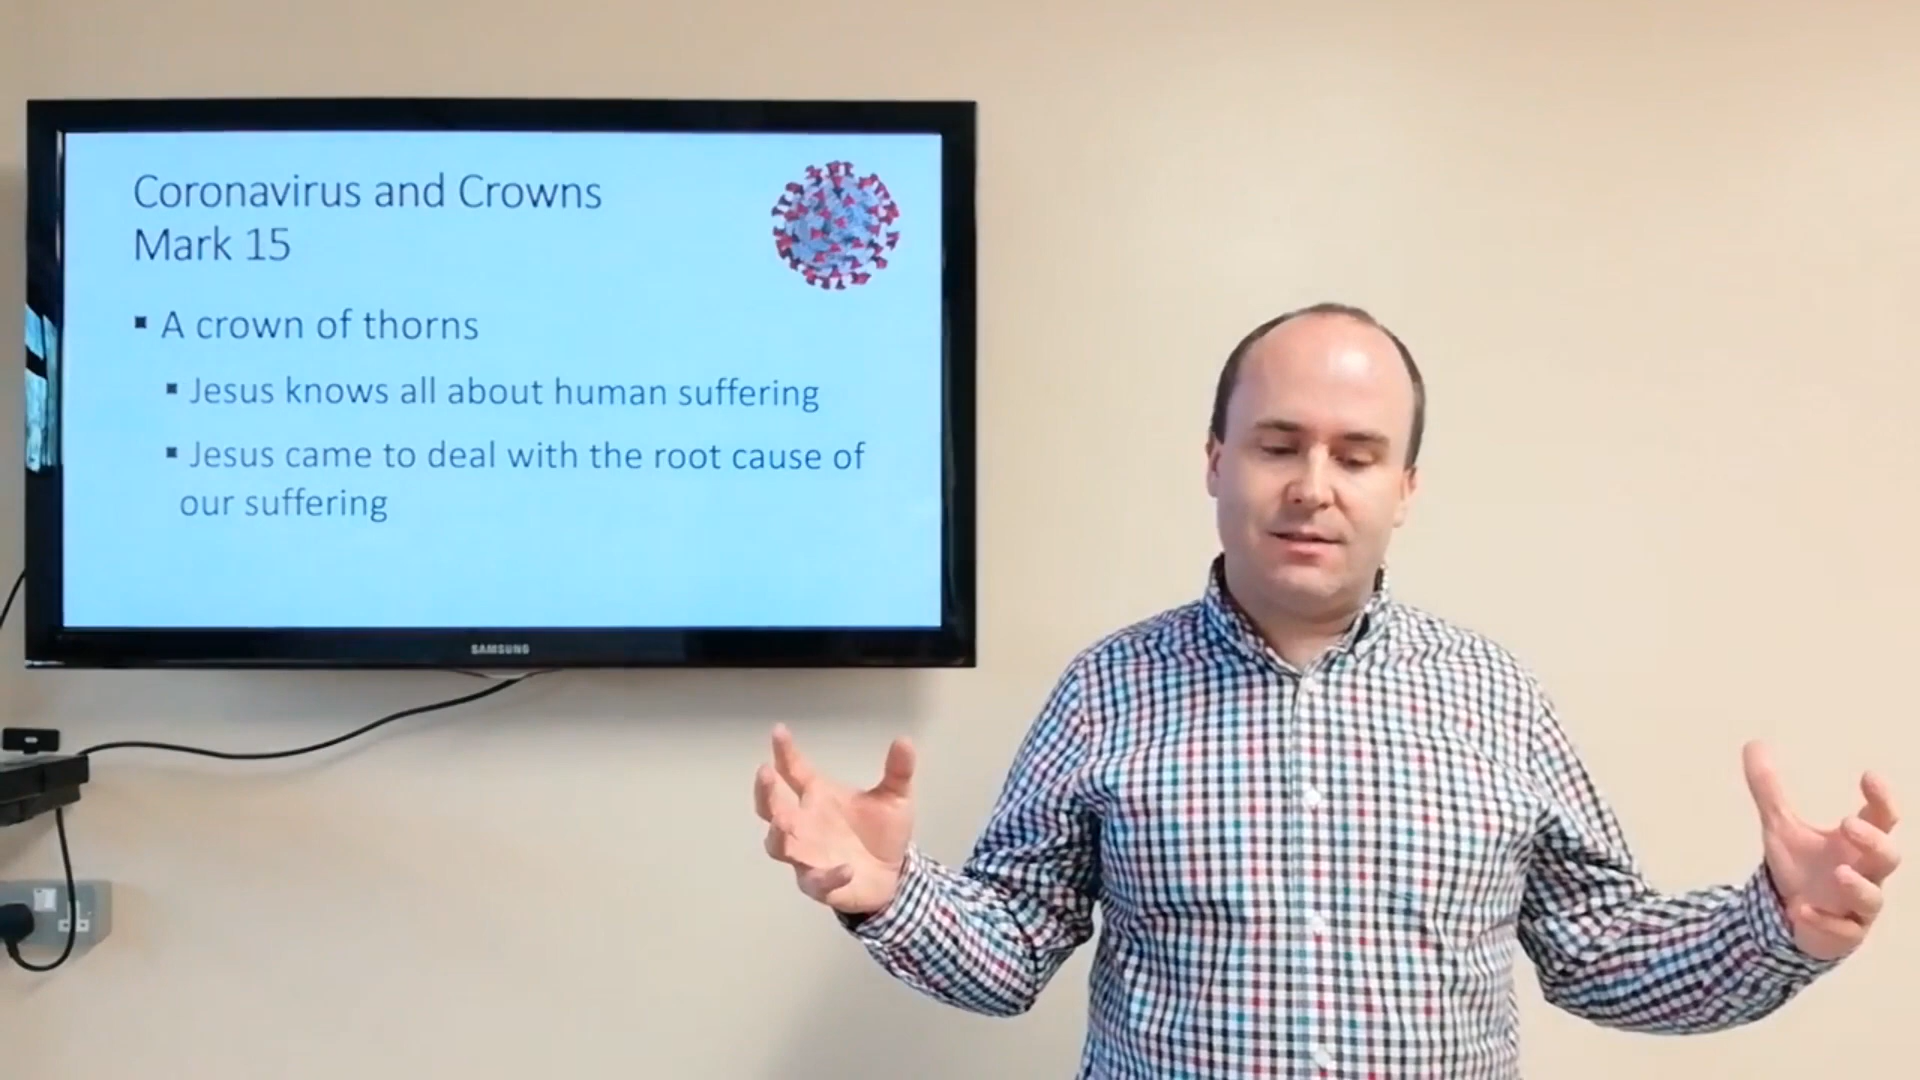 Coronavirus and Crowns
Mark 15
▪ A crown of thorns
▪ Jesus knows all about human suffering
▪ Jesus came to deal with the root cause of
our suffering
SAMSUNG